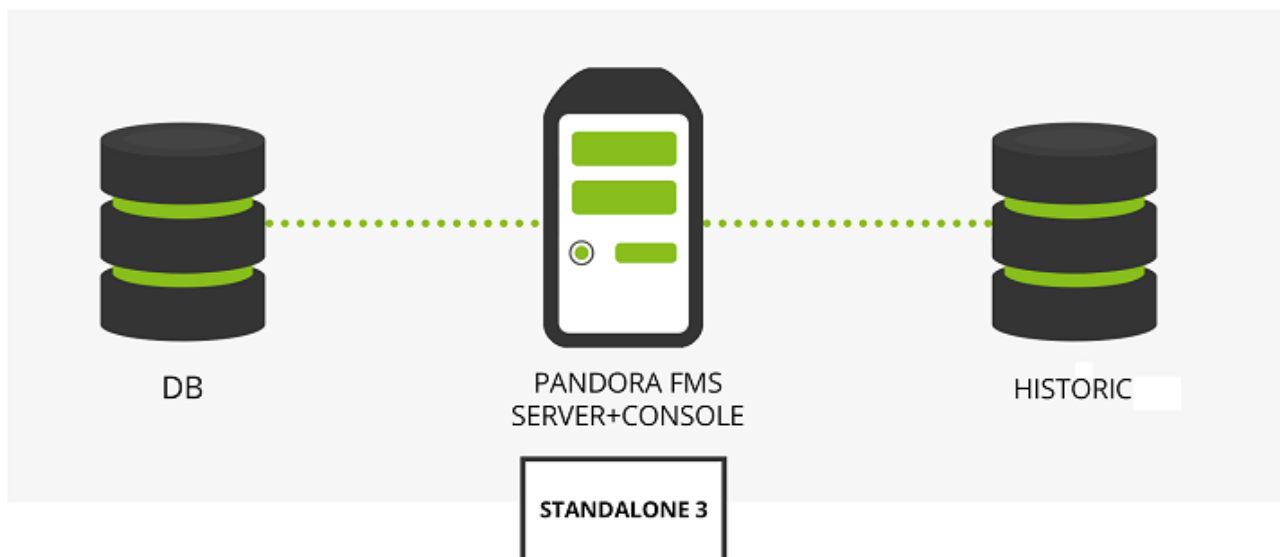 DB
PANDORA FMS
SERVER+CONSOLE
HISTORIC
STANDALONE 3